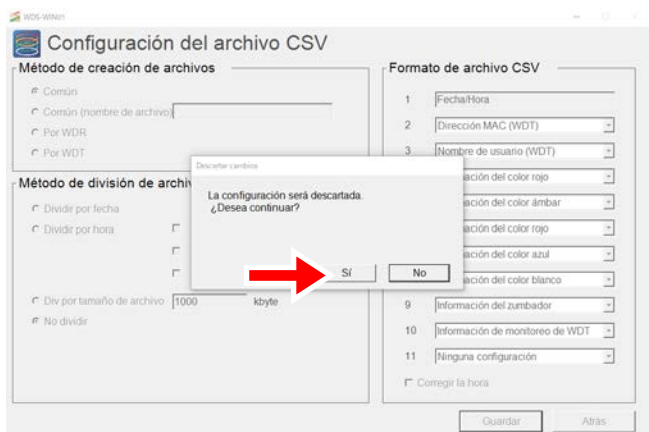 WDS-WIN01
Configuración del archivo CSV
Método de creación de archivos
Común
Común (nombre de archivo)
Por WDR
Por WDT
Método de división de archiv
Dividir por fecha
Dividir por hora
Div por tamaño de archivo 1000 kbyte
No dividir
Formato de archivo CSV
1 Fecha/Hora
2 Dirección MAC (WDT)
3 Nombre de usuario (WDT)
ación del color rojo
ación del color ámbar
ación del color rojo
ación del color azul
ación del color blanco
9 Información del zumbador
10 Información de monitoreo de WDT
11 Ninguna configuración
Corregir la hora
Guardar Atrás
Descartar cambios
La configuración será descartada.
¿Desea continuar?
Sí No